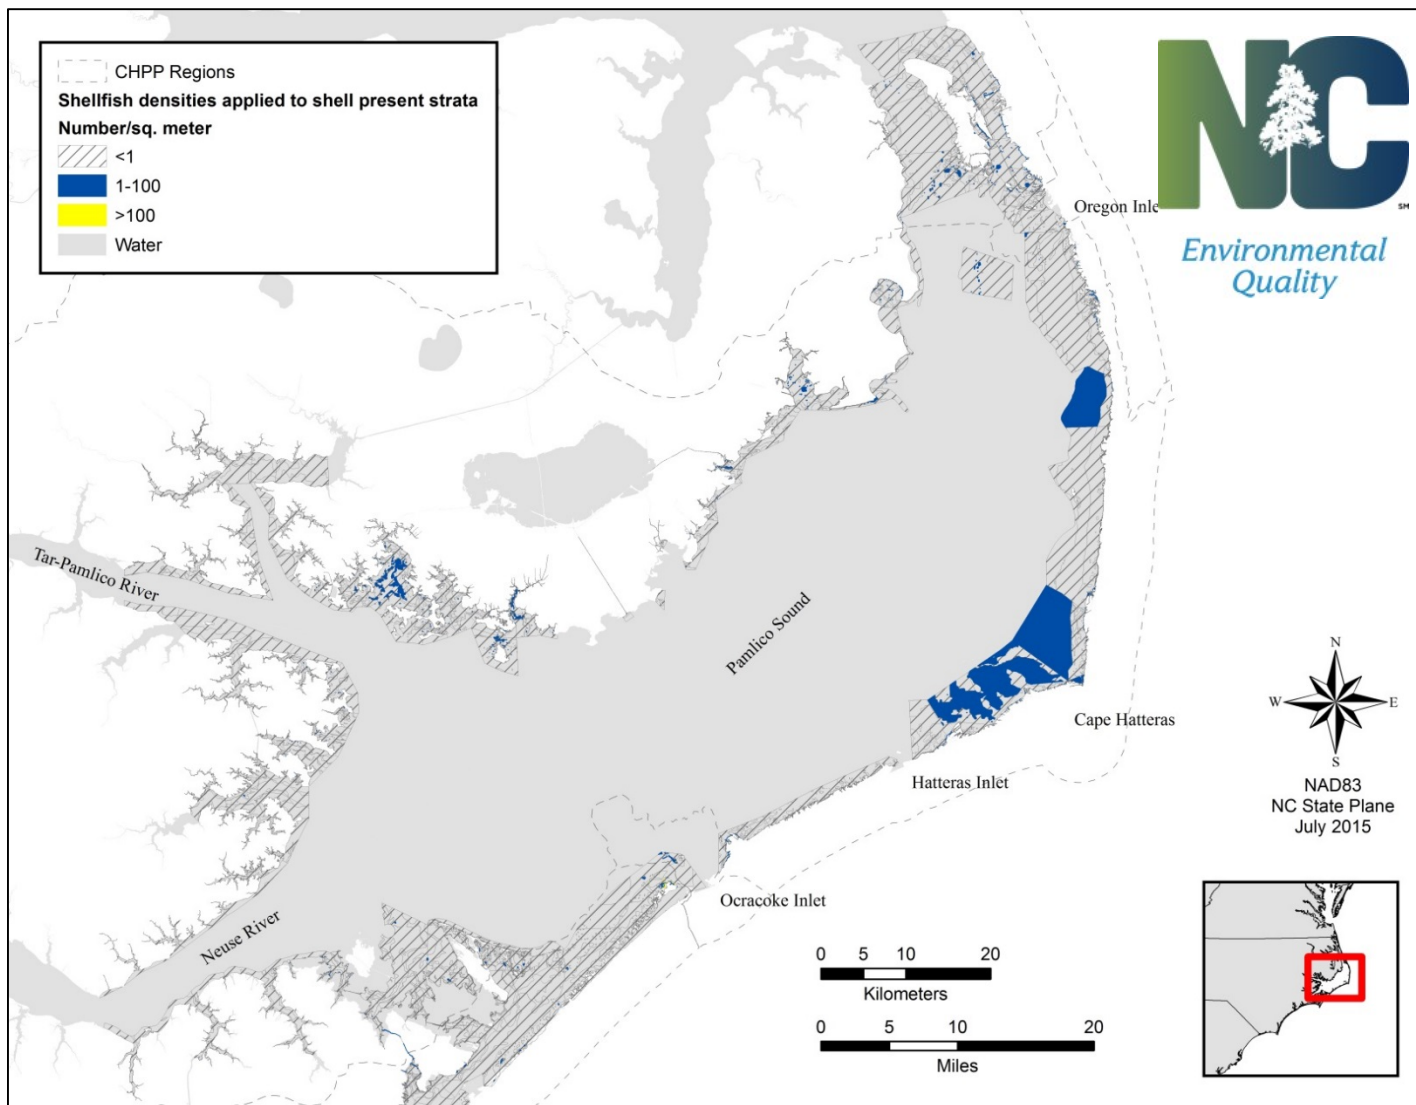 CHPP Regions
Shellfish densities applied to shell present strata
Number/sq. meter
<1
1-100
>100
Water
NC
SM
Environmental
Quality
Oregon Inle
Tar-Pamlico River
Pamlico Sound
Cape Hatteras
Hatteras Inlet
Ocracoke Inlet
Neuse River
N
W E
S
NAD83
NC State Plane
July 2015
0 5 10 20
Kilometers
0 5 10 20
Miles